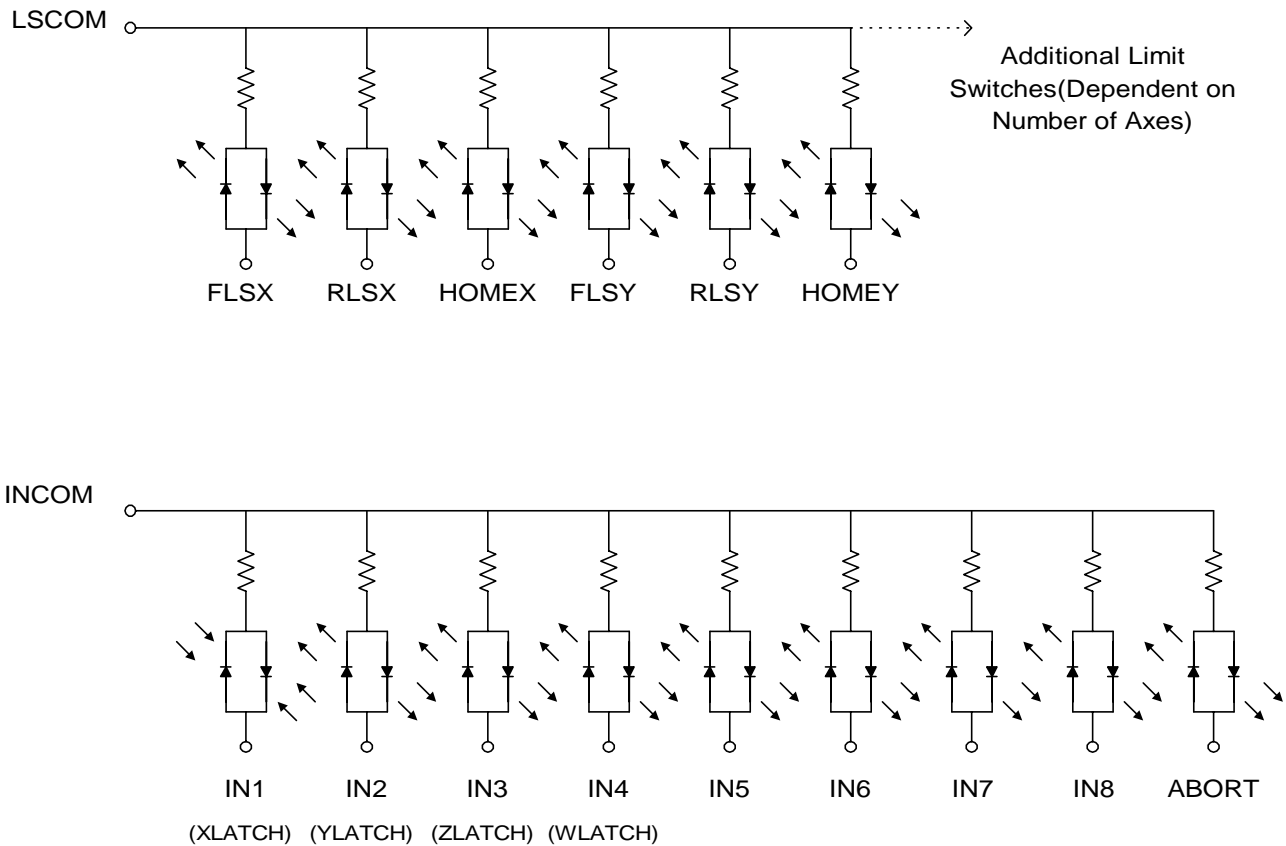 LSCOM
Additional Limit
Switches(Dependent on
Number of Axes)
FLSX RLSX HOMEX FLSY RLSY HOMEY
INCOM
IN1 IN2 IN3 IN4 IN5 IN6 IN7 IN8 ABORT
(XLATCH) (YLATCH) (ZLATCH) (WLATCH)